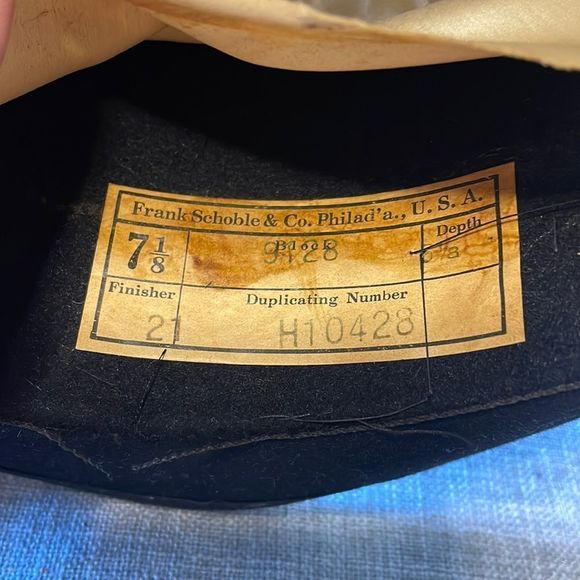 Frank Schoble & Co. Philad'a., U. S. A.
7 1/8 Block Depth
9128
Finisher Duplicating Number
21 H10428